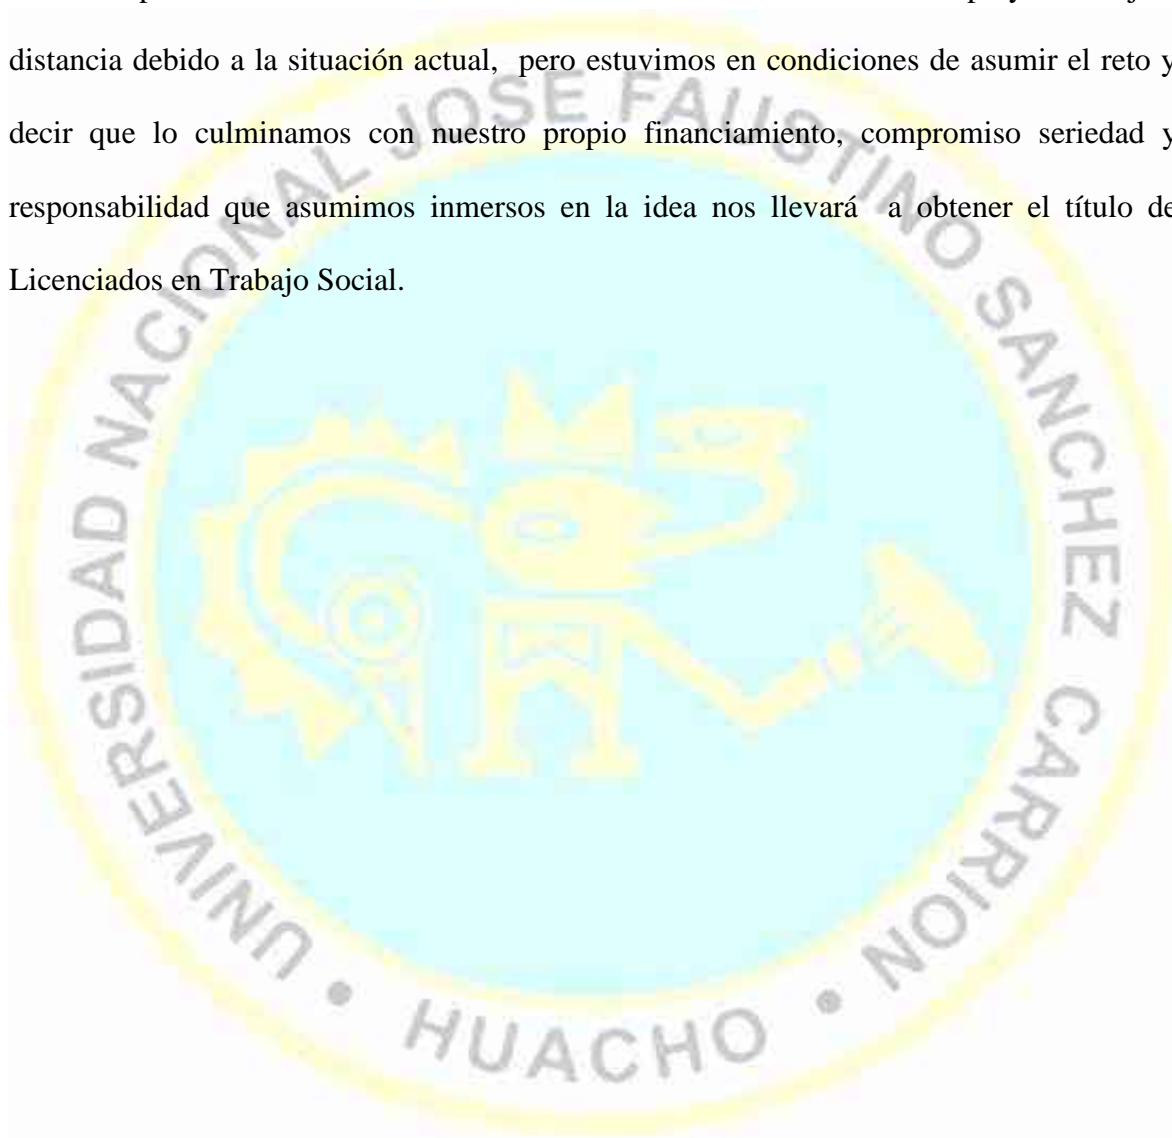 distancia debido a la situación actual, pero estuvimos en condiciones de asumir el reto y
decir que lo culminamos con nuestro propio financiamiento, compromiso seriedad y
responsabilidad que asumimos inmersos en la idea nos llevará a obtener el título de
Licenciados en Trabajo Social.
UNIVERSIDAD NACIONAL JOSE FAUSTINO SANCHEZ CARRION • HUACHO •